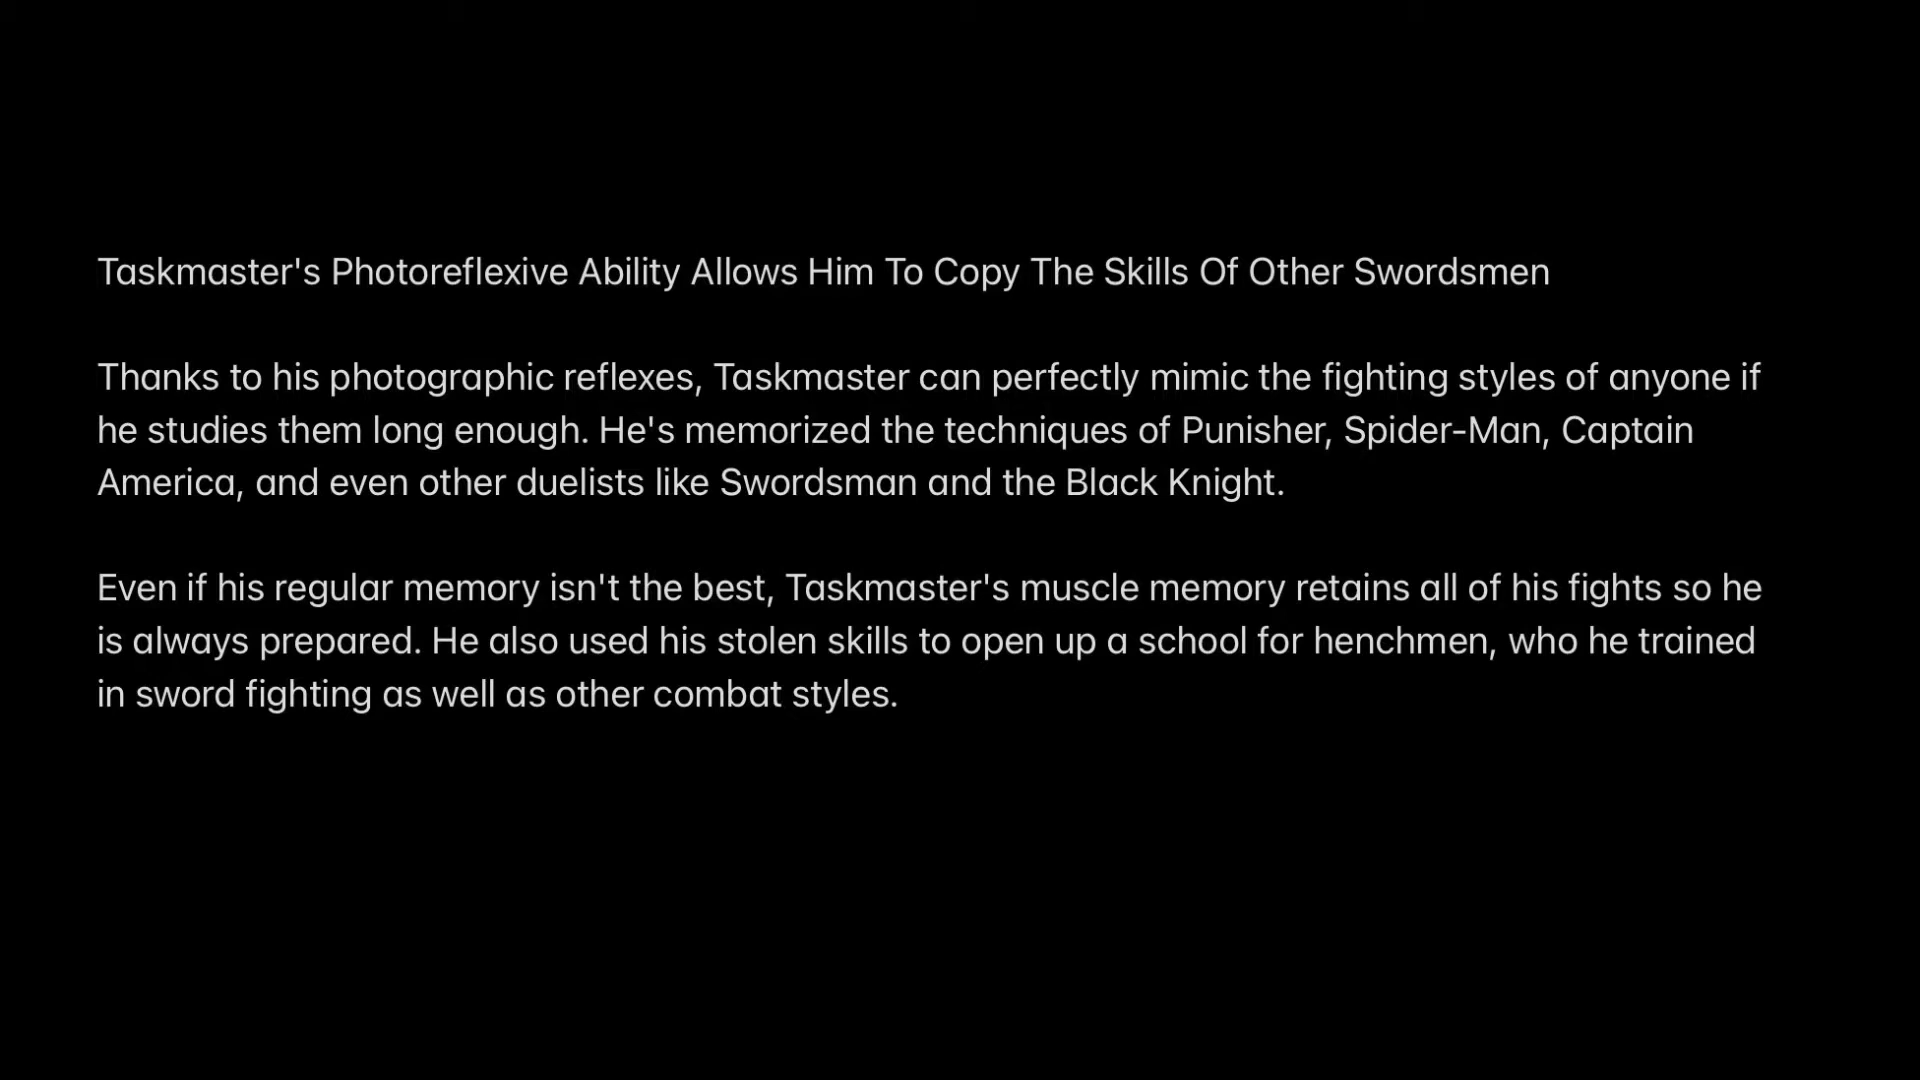 Taskmaster's Photoreflexive Ability Allows Him To Copy The Skills Of Other Swordsmen
Thanks to his photographic reflexes, Taskmaster can perfectly mimic the fighting styles of anyone if
he studies them long enough. He's memorized the techniques of Punisher, Spider-Man, Captain
America, and even other duelists like Swordsman and the Black Knight.
Even if his regular memory isn't the best, Taskmaster's muscle memory retains all of his fights so he
is always prepared. He also used his stolen skills to open up a school for henchmen, who he trained
in sword fighting as well as other combat styles.